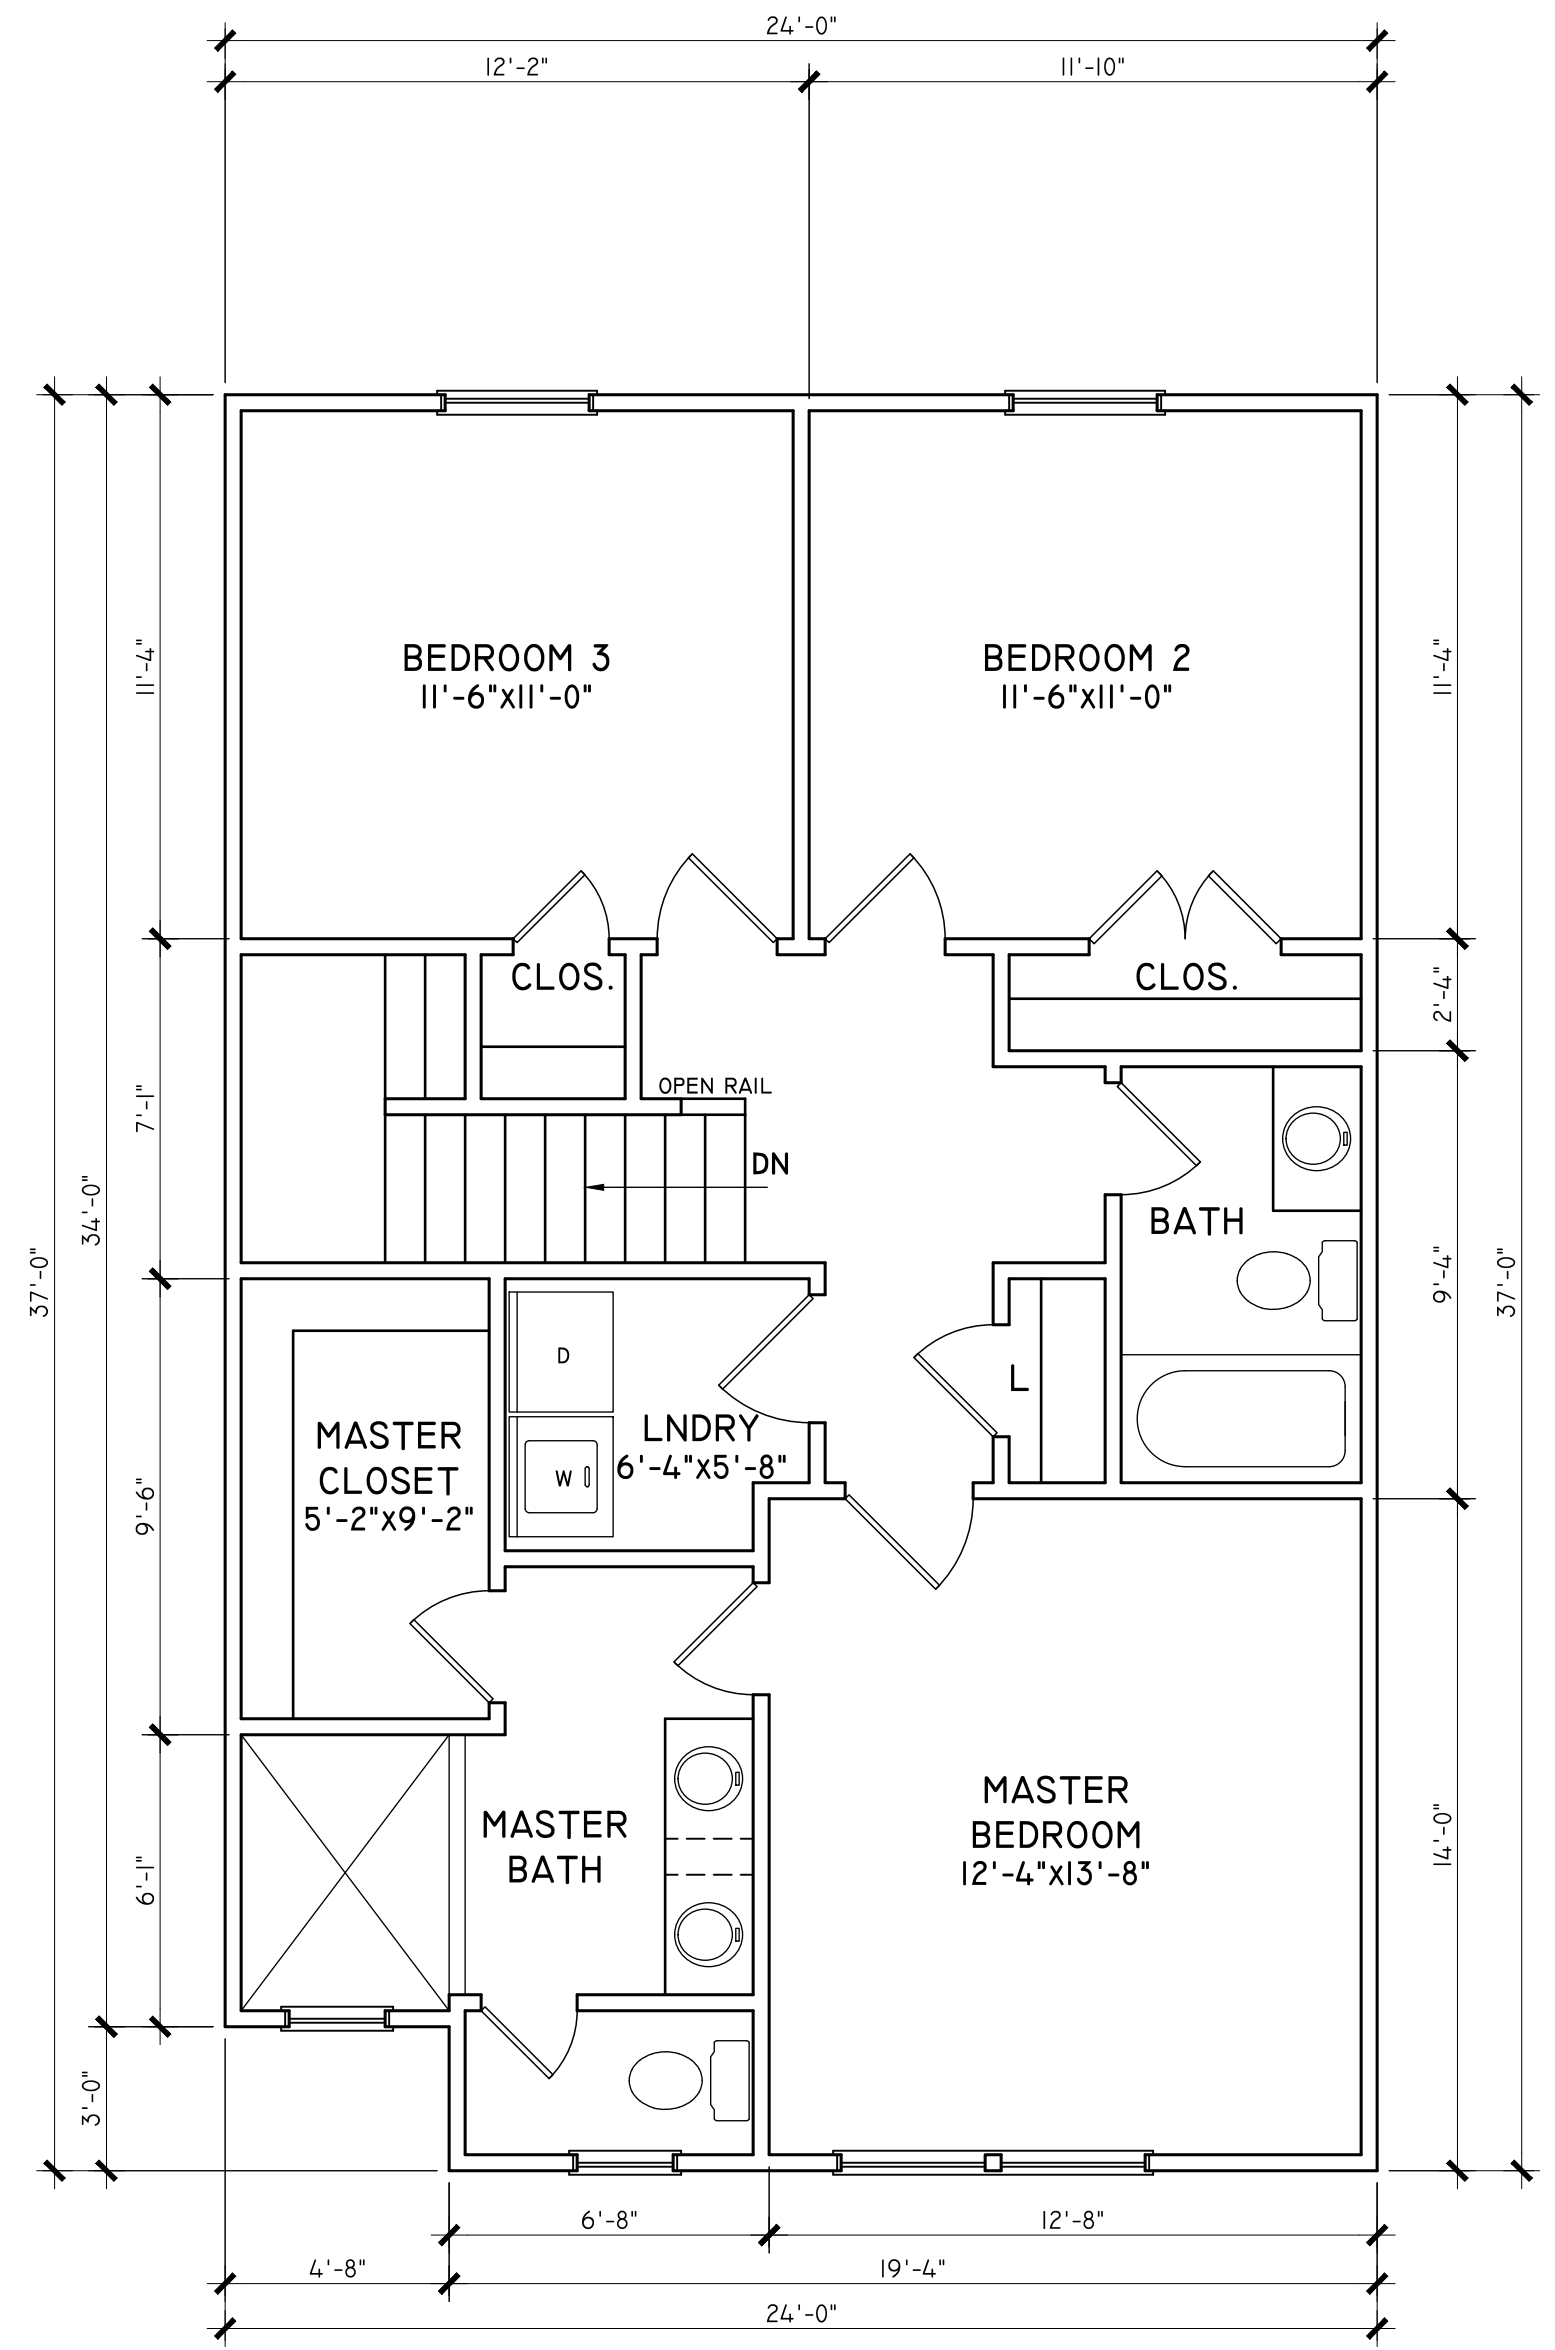 24'-0"
12'-2"
11'-10"
11'-4"
BEDROOM 3
11'-6"X11'-0"
BEDROOM 2
11'-6"X11'-0"
11'-4"
CLOS.
CLOS.
2'-4"
OPEN RAIL
7'-1"
DN
34'-0"
BATH
37'-0"
9'-4"
37'-0"
D
L
MASTER
CLOSET
5'-2"X9'-2"
LNDRY
6'-4"X5'-8"
W
9'-6"
MASTER
BEDROOM
12'-4"X13'-8"
MASTER
BATH
14'-0"
6'-1"
3'-0"
6'-8"
12'-8"
4'-8"
19'-4"
24'-0"